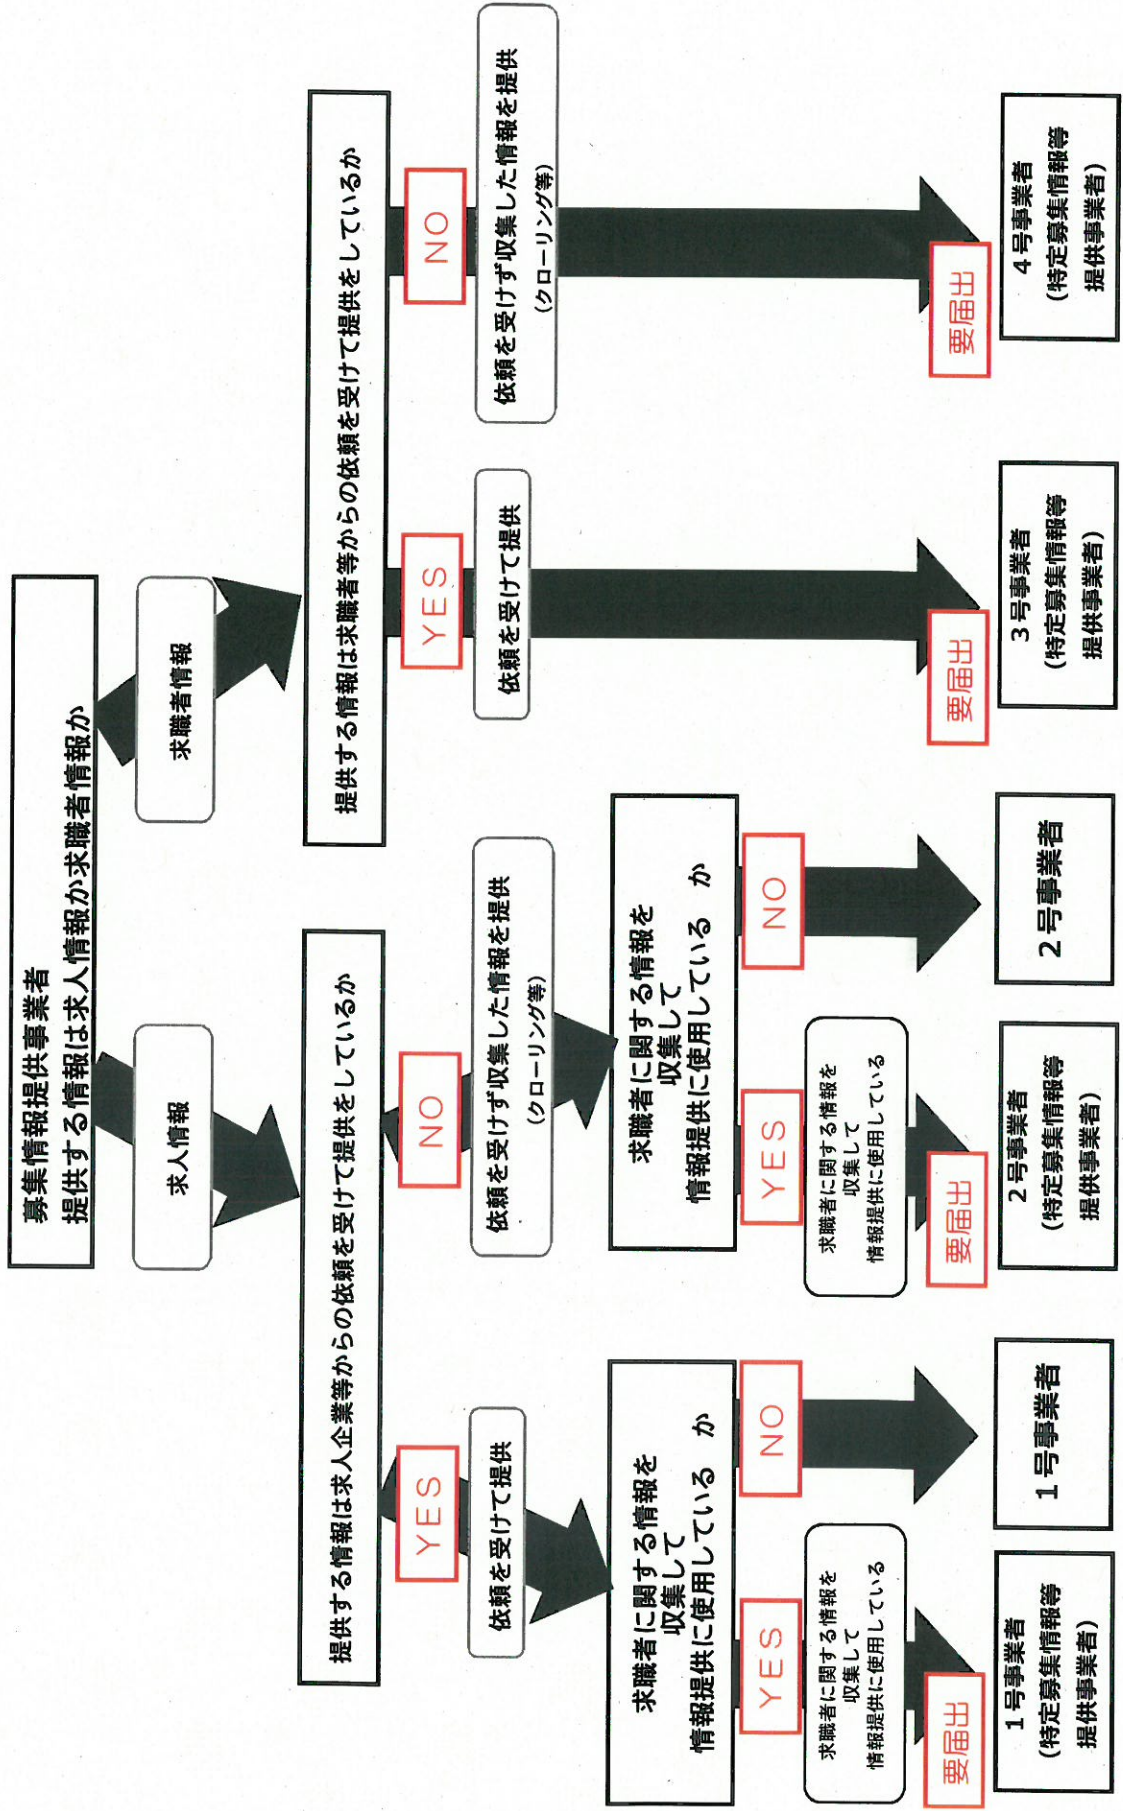 募集情報提供事業者
提供する情報は求人情報か求職者情報か
求人情報
求職者情報
提供する情報は求人企業等からの依頼を受けて提供をしているか
提供する情報は求職者等からの依頼を受けて提供をしているか
YES
NO
YES
NO
依頼を受けて提供
依頼を受けず収集した情報を提供
(クローリング等)
依頼を受けて提供
依頼を受けず収集した情報を提供
(クローリング等)
求職者に関する情報を
収集して
情報提供に使用している か
求職者に関する情報を
収集して
情報提供に使用している か
YES
NO
YES
NO
求職者に関する情報を
収集して
情報提供に使用している
求職者に関する情報を
収集して
情報提供に使用している
要届出
要届出
要届出
要届出
1号事業者
(特定募集情報等
提供事業者)
1号事業者
2号事業者
(特定募集情報等
提供事業者)
2号事業者
3号事業者
(特定募集情報等
提供事業者)
4号事業者
(特定募集情報等
提供事業者)